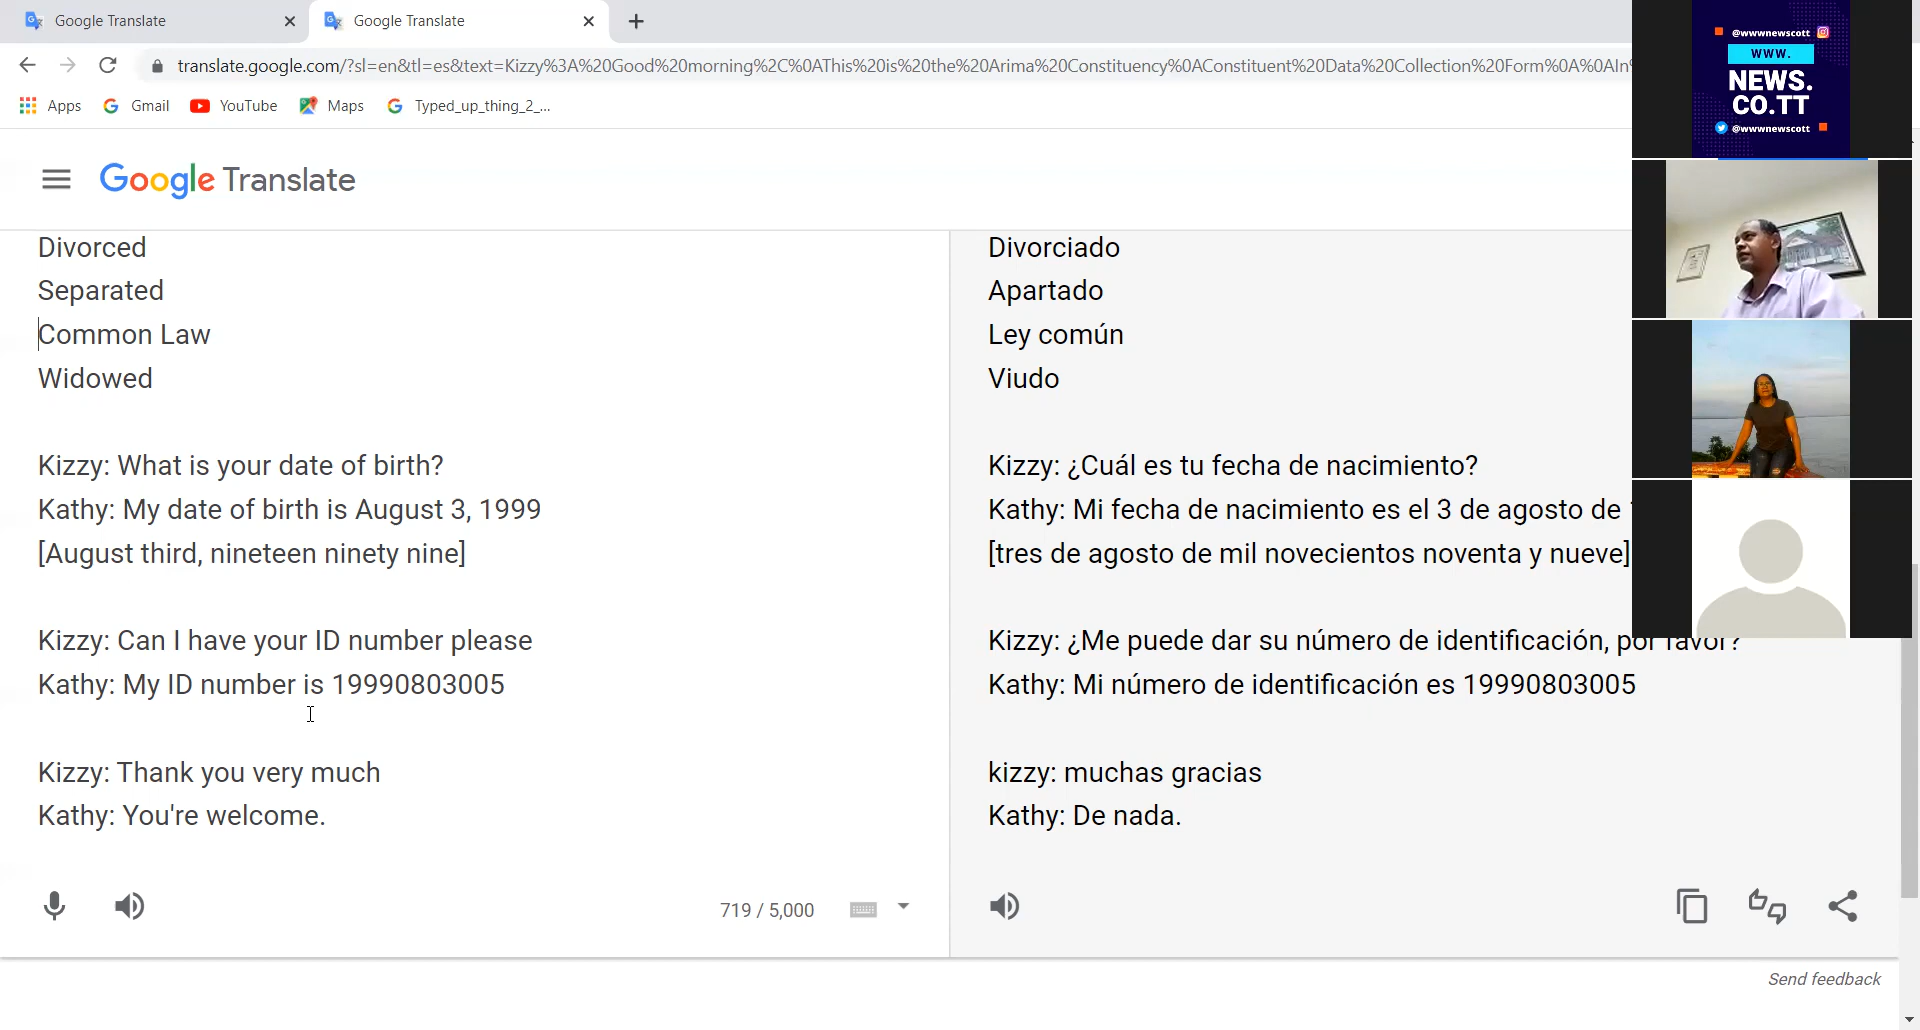 Google Translate
Google Translate
translate.google.com/?sl=en&tl=es&text=Kizzy%3A%20Good%20morning%2C%0AThis%20is%20the%20Arima%20Constituency%0AConstituent%20Data%20Collection%20Form%0A%0AIn%
Apps
Gmail
YouTube
Maps
Typed_up_thing_2_...
Google Translate
Divorced
Separated
Common Law
Widowed
Kizzy: What is your date of birth?
Kathy: My date of birth is August 3, 1999
[August third, nineteen ninety nine]
Kizzy: Can I have your ID number please
Kathy: My ID number is 19990803005
Kizzy: Thank you very much
Kathy: You're welcome.
719 / 5,000
Divorciado
Apartado
Ley común
Viudo
Kizzy: ¿Cuál es tu fecha de nacimiento?
Kathy: Mi fecha de nacimiento es el 3 de agosto de
[tres de agosto de mil novecientos noventa y nueve]
Kizzy: ¿Me puede dar su número de identificación, por favor?
Kathy: Mi número de identificación es 19990803005
kizzy: muchas gracias
Kathy: De nada.
Send feedback
@wwwnewscott
WWW.
NEWS.
CO.TT
@wwwnewscott